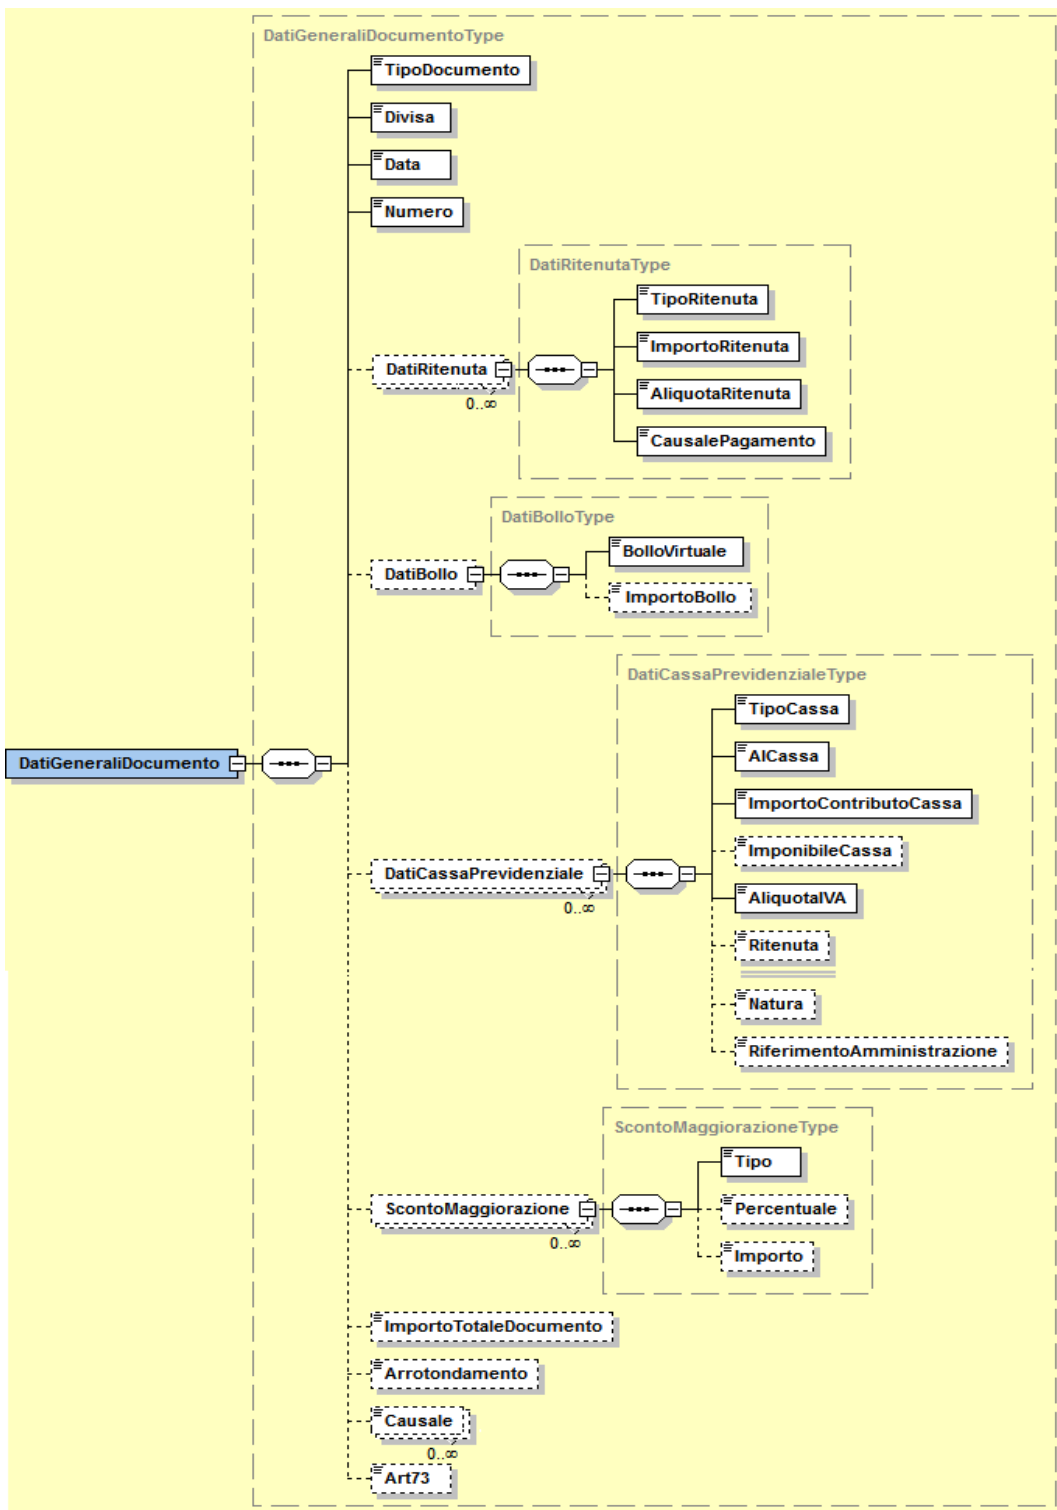 DatiGeneraliDocumentoType
TipoDocumento
Divisa
Data
Numero
DatiRitenutaType
TipoRitenuta
ImportoRitenuta
DatiRitenuta
0..∞
AliquotaRitenuta
CausalePagamento
DatiBolloType
BolloVirtuale
DatiBollo
ImportoBollo
DatiCassaPrevidenzialeType
TipoCassa
AlCassa
DatiGeneraliDocumento
ImportoContributoCassa
ImponibileCassa
DatiCassaPrevidenziale
0..∞
AliquotaIVA
Ritenuta
Natura
RiferimentoAmministrazione
ScontoMaggiorazioneType
Tipo
ScontoMaggiorazione
0..∞
Percentuale
Importo
ImportoTotaleDocumento
Arrotondamento
Causale
0..∞
Art73